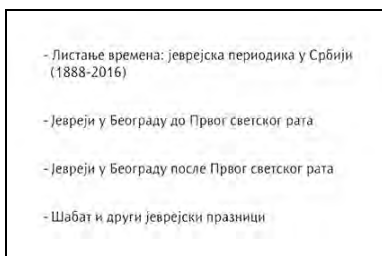 - Листање времена: јеврејска периодика у Србији
(1888-2016)
- Јевреји у Београду до Првог светског рата
- Јевреји у Београду после Првог светског рата
- Шабат и други јеврејски празници